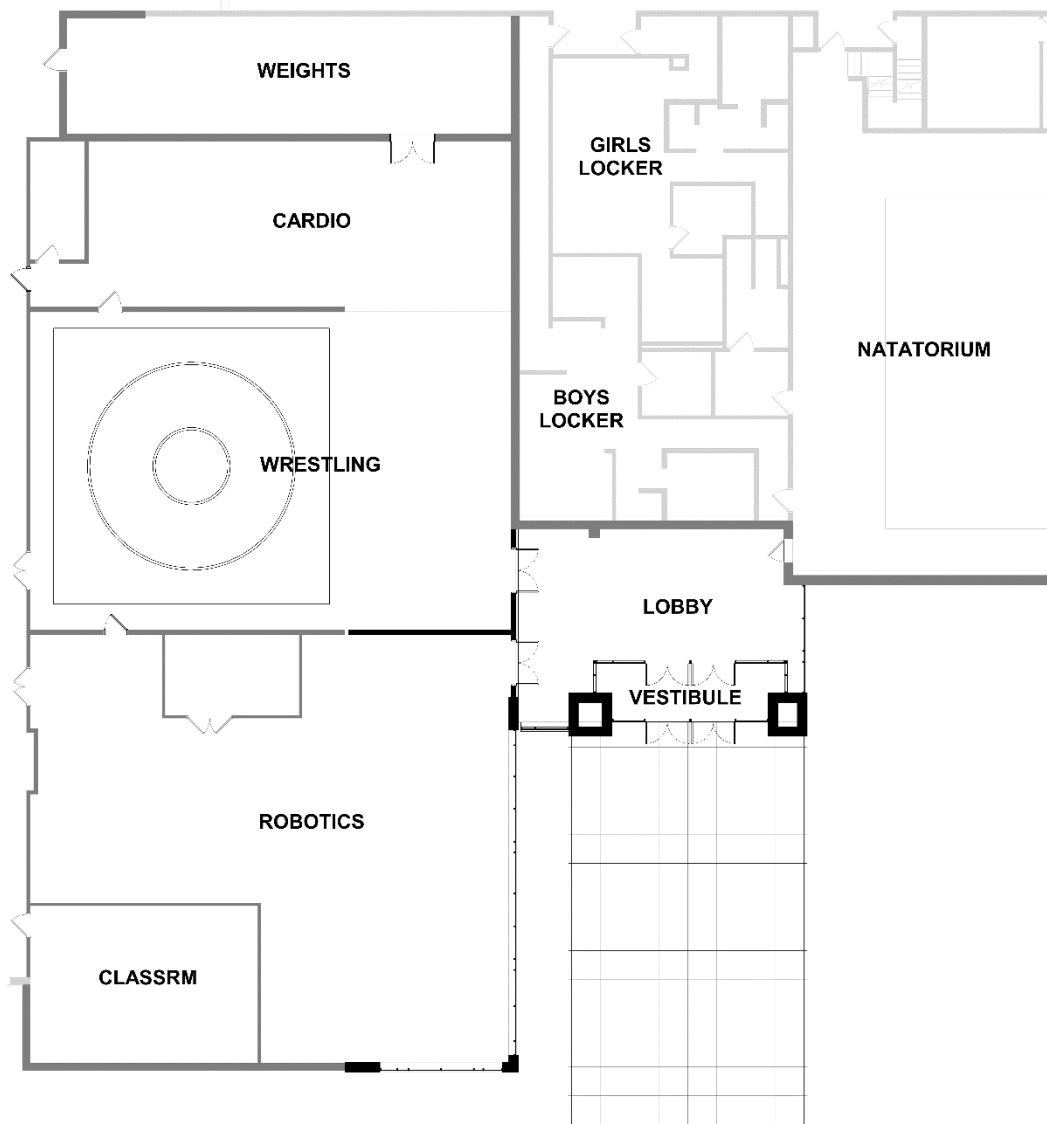 WEIGHTS
GIRLS
LOCKER
CARDIO
NATATORIUM
BOYS
LOCKER
WRESTLING
LOBBY
VESTIBULE
ROBOTICS
CLASSRM